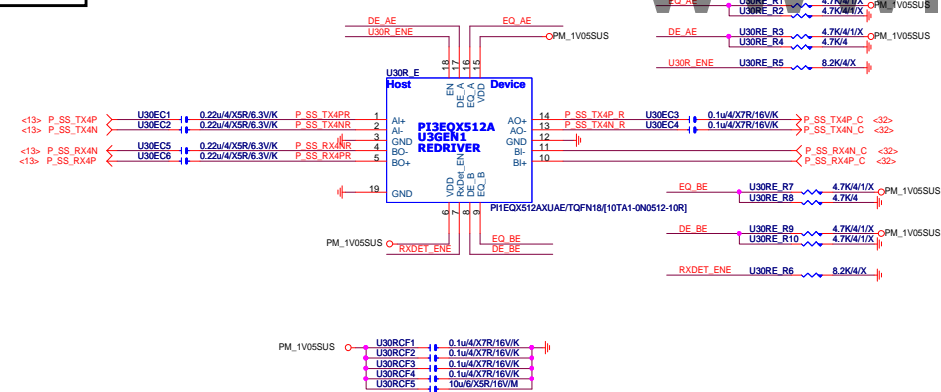 EQ_AE U30RE_R1 4.7K/4/1/X PM_1V05SUS
U30RE_R2 4.7K/4/1/X
DE_AE EQ_AE
U30R_ENE PM_1V05SUS
DE_AE U30RE_R3 4.7K/4/1/X PM_1V05SUS
U30RE_R4 4.7K/4
U30R_ENE U30RE_R5 8.2K/4/X
18 17 16 15
U30R_E
Host Device
EN DE_A EQ_A VDD
<13> P_SS_TX4P U30EC1 0.22u/4/X5R/6.3V/K P_SS_TX4PR 1 AI+ AO+ 14 P_SS_TX4P_R U30EC3 0.1u/4/X7R/16V/K P_SS_TX4P_C <32>
<13> P_SS_TX4N U30EC2 0.22u/4/X5R/6.3V/K P_SS_TX4NR 2 AI- AO- 13 P_SS_TX4N_R U30EC4 0.1u/4/X7R/16V/K P_SS_TX4N_C <32>
PI3EQX512A
U3GEN1
REDRIVER
3 GND GND 12
<13> P_SS_RX4N U30EC5 0.22u/4/X5R/6.3V/K P_SS_RX4NR 4 BO- BI- 11 P_SS_RX4N_C <32>
<13> P_SS_RX4P U30EC6 0.22u/4/X5R/6.3V/K P_SS_RX4PR 5 BO+ BI+ 10 P_SS_RX4P_C <32>
19 GND
VDD RxDet_EN DE_B EQ_B
6 7 8 9
PI1EQX512AXUAE/TQFN18/[10TA1-0N0512-10R]
EQ_BE U30RE_R7 4.7K/4/1/X PM_1V05SUS
U30RE_R8 4.7K/4
PM_1V05SUS EQ_BE
RXDET_ENE DE_BE
DE_BE U30RE_R9 4.7K/4/1/X PM_1V05SUS
U30RE_R10 4.7K/4/1/X
RXDET_ENE U30RE_R6 8.2K/4/X
PM_1V05SUS U30RCF1 0.1u/4/X7R/16V/K
U30RCF2 0.1u/4/X7R/16V/K
U30RCF3 0.1u/4/X7R/16V/K
U30RCF4 0.1u/4/X7R/16V/K
U30RCF5 10u/6/X5R/16V/M